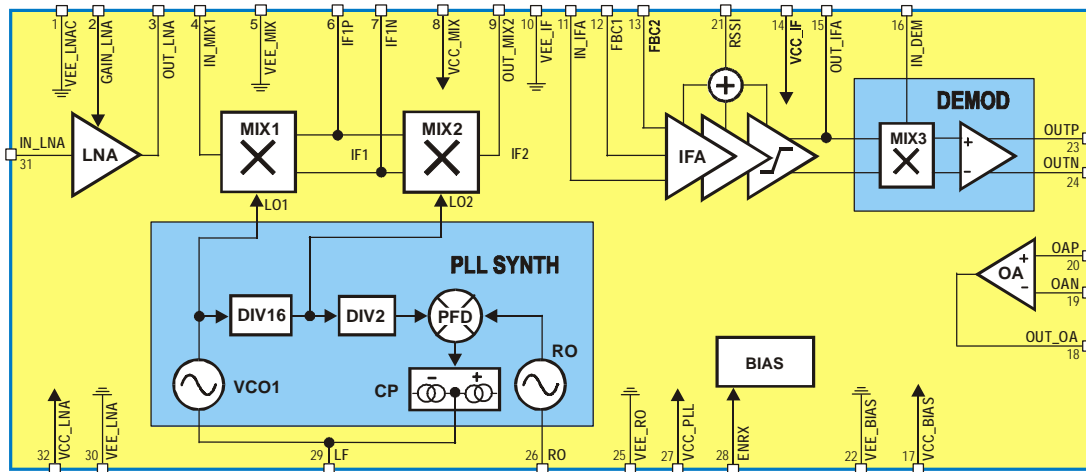 1 2 3 4 5 6 7 8 9 10 11 12 13 21 14 15 16
VEE_LNAC
GAIN_LNA
OUT_LNA
IN_MIX1
VEE_MIX
IF1P
IF1N
VCC_MIX
OUT_MIX2
VEE_IF
IN_IFA
FBC1
FBC2
RSSI
VCC_IF
OUT_IFA
IN_DEM
IN_LNA
31
LNA
MIX1
IF1
MIX2
IF2
LO1
LO2
+
IFA
DEMOD
MIX3
+
−
OUTP
23
OUTN
24
PLL SYNTH
DIV16
DIV2
PFD
RO
VCO1
CP
−
+
BIAS
OA
+
−
OAP
20
OAN
19
OUT_OA
18
32
VCC_LNA
30
VEE_LNA
29
LF
26
RO
25
VEE_RO
27
VCC_PLL
28
ENRX
22
VEE_BIAS
17
VCC_BIAS